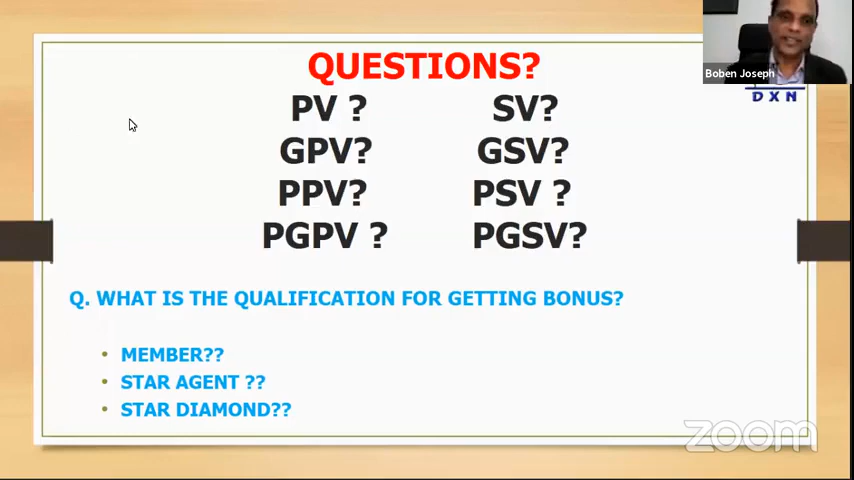 QUESTIONS?
PV ? SV?
GPV? GSV?
PPV? PSV ?
PGPV ? PGSV?
Q. WHAT IS THE QUALIFICATION FOR GETTING BONUS?
• MEMBER??
• STAR AGENT ??
• STAR DIAMOND??
Boben Joseph
DXN
zoom